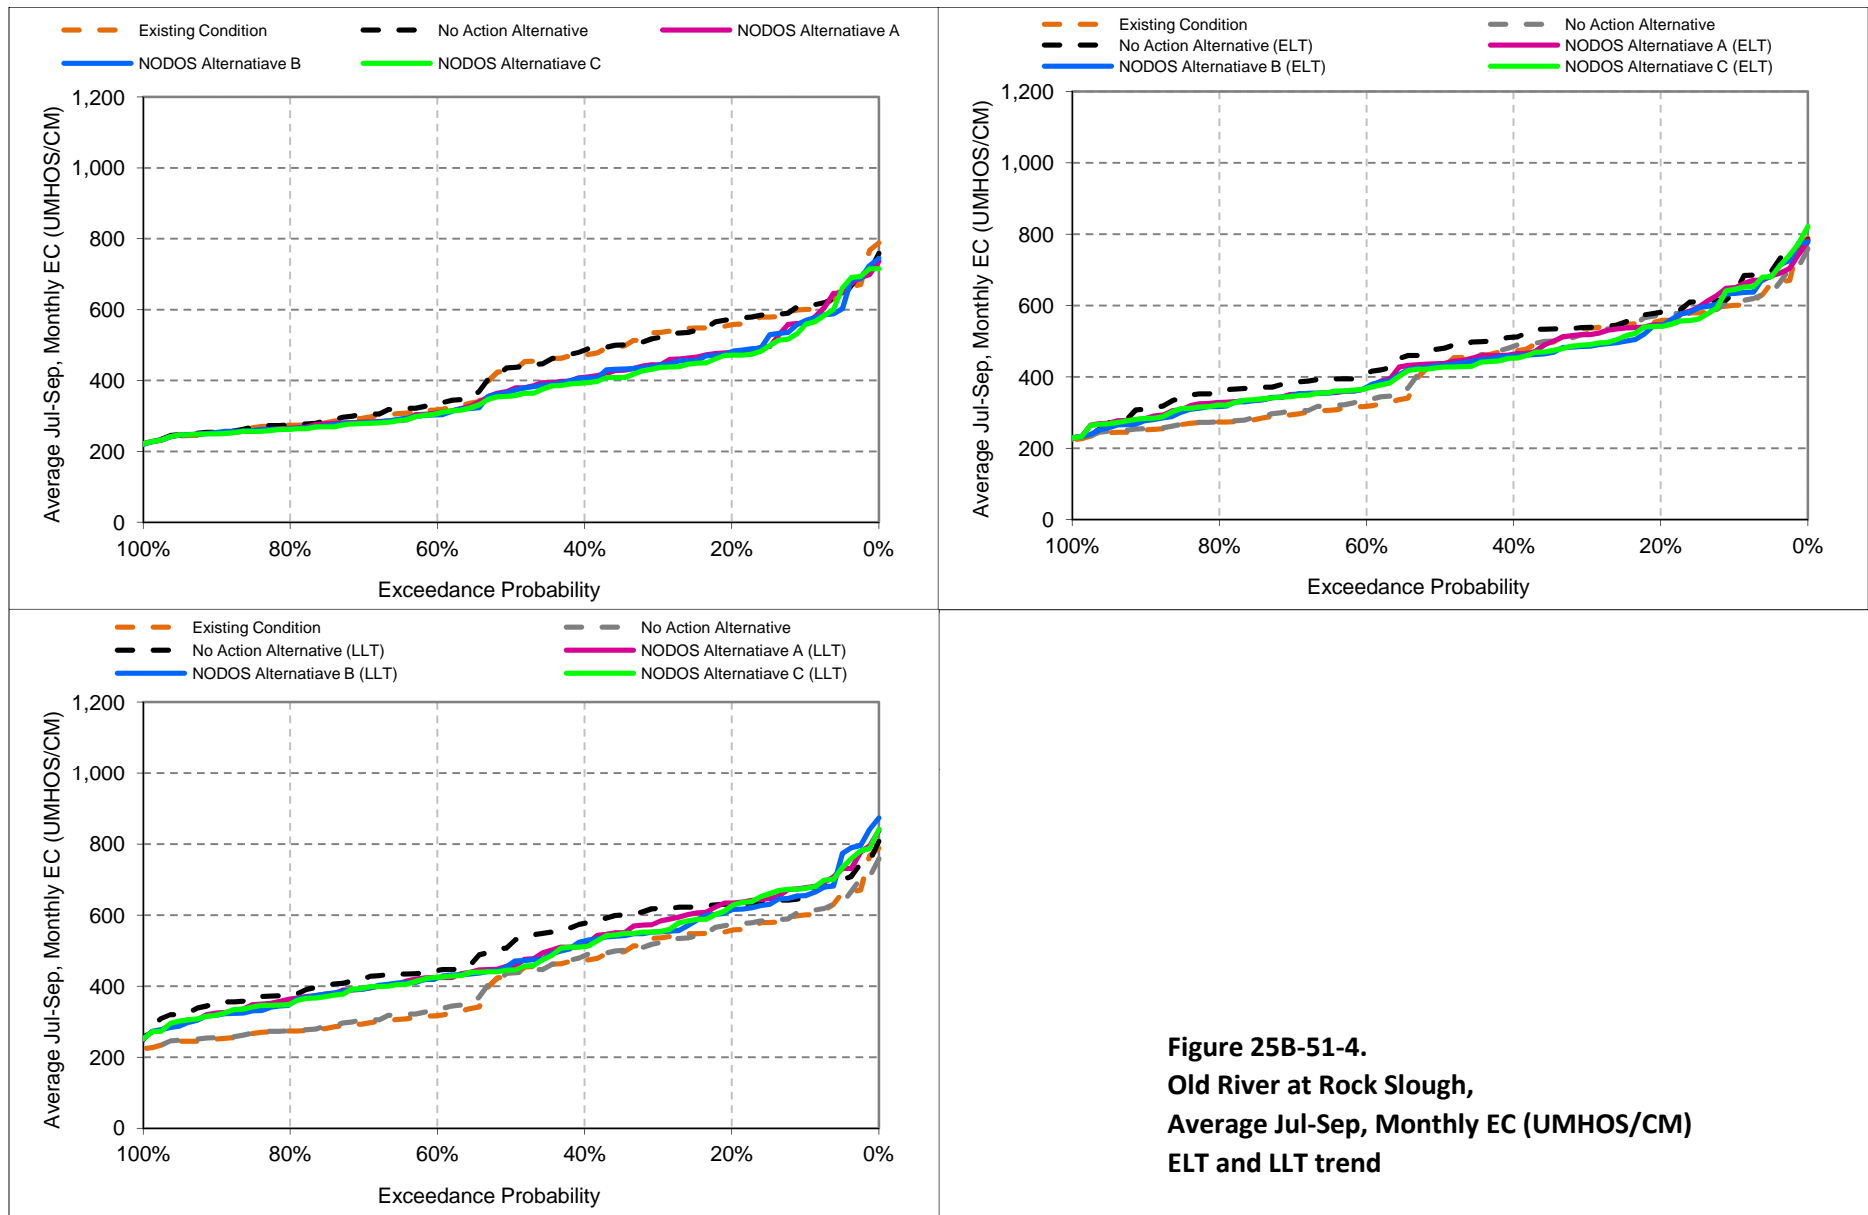 Existing Condition
No Action Alternative
NODOS Alternatiave A
NODOS Alternatiave B
NODOS Alternatiave C
Average Jul-Sep, Monthly EC (UMHOS/CM)
1,200
1,000
800
600
400
200
0
100%
80%
60%
40%
20%
0%
Exceedance Probability
Existing Condition
No Action Alternative
No Action Alternative (ELT)
NODOS Alternatiave A (ELT)
NODOS Alternatiave B (ELT)
NODOS Alternatiave C (ELT)
Average Jul-Sep, Monthly EC (UMHOS/CM)
1,200
1,000
800
600
400
200
0
100%
80%
60%
40%
20%
0%
Exceedance Probability
Existing Condition
No Action Alternative
No Action Alternative (LLT)
NODOS Alternatiave A (LLT)
NODOS Alternatiave B (LLT)
NODOS Alternatiave C (LLT)
Average Jul-Sep, Monthly EC (UMHOS/CM)
1,200
1,000
800
600
400
200
0
100%
80%
60%
40%
20%
0%
Exceedance Probability
Figure 25B-51-4.
Old River at Rock Slough,
Average Jul-Sep, Monthly EC (UMHOS/CM)
ELT and LLT trend